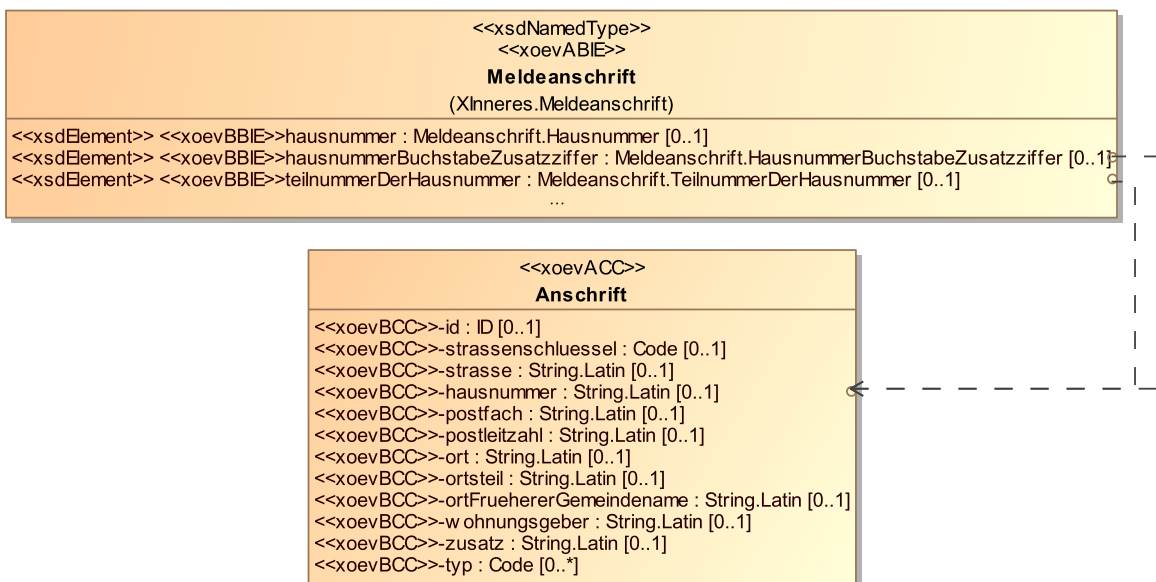 <<xsdNamedType>>
<<xoevABIE>>
Meldeanschrift
(XInneres.Meldeanschrift)
<<xsdElement>> <<xoevBBIE>>hausnummer : Meldeanschrift.Hausnummer [0..1]
<<xsdElement>> <<xoevBBIE>>hausnummerBuchstabeZusatzziffer : Meldeanschrift.HausnummerBuchstabeZusatzziffer [0..1]
<<xsdElement>> <<xoevBBIE>>teilnummerDerHausnummer : Meldeanschrift.TeilnummerDerHausnummer [0..1]
...
<<xoevACC>>
Anschrift
<<xoevBCC>>-id : ID [0..1]
<<xoevBCC>>-strassenschluessel : Code [0..1]
<<xoevBCC>>-strasse : String.Latin [0..1]
<<xoevBCC>>-hausnummer : String.Latin [0..1]
<<xoevBCC>>-postfach : String.Latin [0..1]
<<xoevBCC>>-postleitzahl : String.Latin [0..1]
<<xoevBCC>>-ort : String.Latin [0..1]
<<xoevBCC>>-ortsteil : String.Latin [0..1]
<<xoevBCC>>-ortFruehererGemeindename : String.Latin [0..1]
<<xoevBCC>>-wohnungsgeber : String.Latin [0..1]
<<xoevBCC>>-zusatz : String.Latin [0..1]
<<xoevBCC>>-typ : Code [0..*]